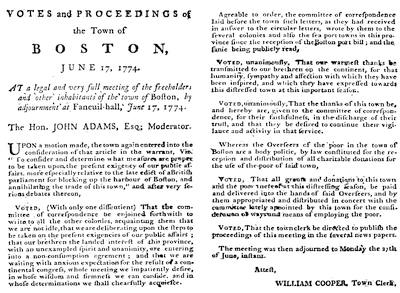 VOTES and PROCEEDINGS of
the Town of
BOSTON,
JUNE 17, 1774.
AT a legal and very full meeting of the freeholders
and other inhabitants of the town of Boston, by
adjournment at Faneuil-hall, June 17, 1774.
The Hon. JOHN ADAMS, Esq; Moderator.
UPON a motion made, the town again entered into the
consideration of that article in the warrant, Viz.
"To consider and determine what measures are proper
to be taken upon the present exigency of our public af-
fairs, more especially relative to the late edict of a British
parliament for blocking up the harbour of Boston, and
annihilating the trade of this town," and after very se-
rious debates thereon,
VOTED, (With only one dissentient) That the com-
mittee of correspondence be enjoined forthwith to
write to all the other colonies, acquainting them that
we are not idle, that we are deliberating upon the steps to
be taken on the present exigencies of our public affairs;
that our brethren the landed interest of this province,
with an unexampled spirit and unanimity, are entering
into a non-consumption agreement; and that we are
waiting with anxious expectation for the result of a con-
tinental congress, whose meeting we impatiently desire,
in whose wisdom and firmness we can confide, and in
whose determinations we shall chearfully acquiesce.
Agreable to order, the committee of correspondence
laid before the town such letters, as they had received
in answer to the circular letters, wrote by them to the
several colonies and also the sea port towns in this pro-
vince since the reception of the Boston port bill; and the
same being publicly read,
VOTED, unanimously, That our warmest thanks be
transmitted to our brethren on the continent, for that
humanity, sympathy and affection with which they have
been inspired, and which they have expressed towards
this distressed town at this important season.
VOTED, unanimously, That the thanks of this town be,
and hereby are, given to the committee of correspon-
dence, for their faithfulness, in the discharge of their
trust, and that they be desired to continue their vigi-
lance and activity in that service.
Whereas the Overseers of the poor in the town of
Boston are a body politic, by law constituted for the re-
ception and distribution of all charitable donations for
the use of the poor of said town,
VOTED, That all grants and donations to this town
and the poor thereof at this distressing season, be paid
and delivered into the hands of said Overseers, and by
them appropriated and distributed in concert with the
committee lately appointed by this town for the consi-
deration of ways and means of employing the poor.
VOTED, That the town clerk be directed to publish the
proceedings of this meeting in the several news papers.
The meeting was then adjourned to Monday the 27th
of June, instant.
Attest,
WILLIAM COOPER, Town Clerk.